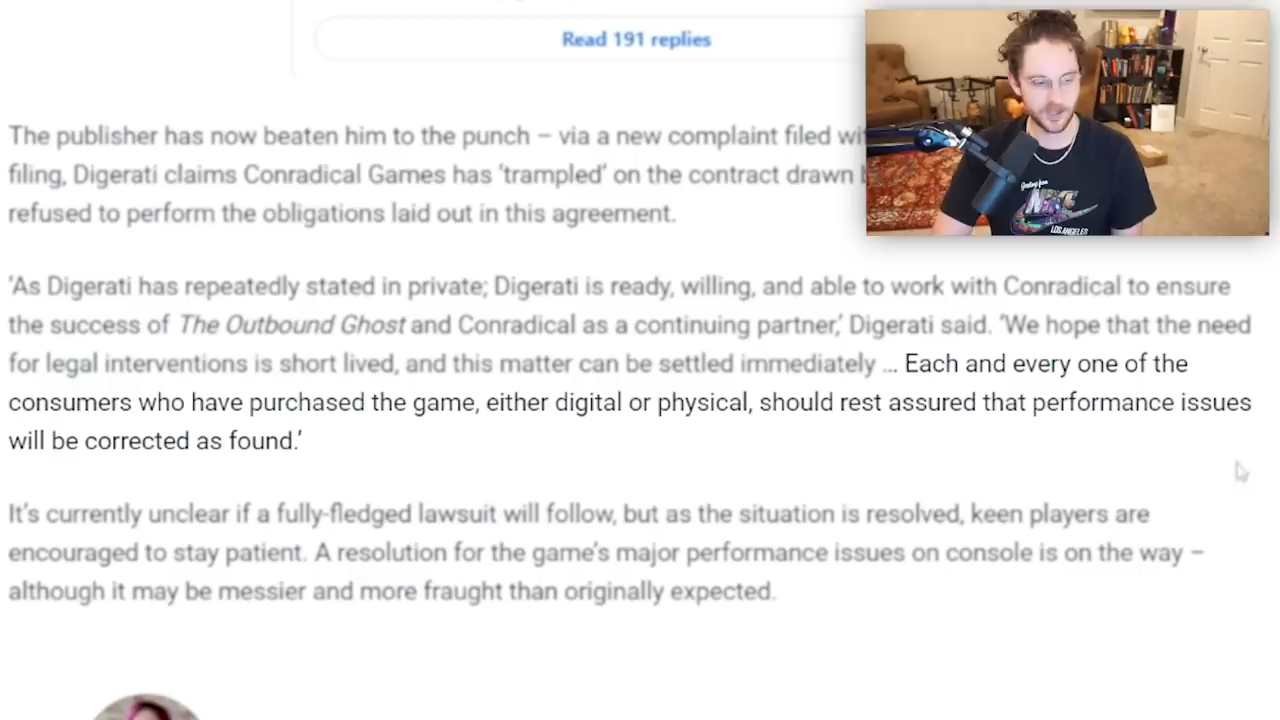 Read 191 replies
The publisher has now beaten him to the punch – via a new complaint filed
filing, Digerati claims Conradical Games has ‘trampled’ on the contract drawn
refused to perform the obligations laid out in this agreement.
‘As Digerati has repeatedly stated in private; Digerati is ready, willing, and able to work with Conradical to ensure
the success of The Outbound Ghost and Conradical as a continuing partner,’ Digerati said. ‘We hope that the need
for legal interventions is short lived, and this matter can be settled immediately … Each and every one of the
consumers who have purchased the game, either digital or physical, should rest assured that performance issues
will be corrected as found.’
It’s currently unclear if a fully-fledged lawsuit will follow, but as the situation is resolved, keen players are
encouraged to stay patient. A resolution for the game’s major performance issues on console is on the way –
although it may be messier and more fraught than originally expected.
LOS ANGELES